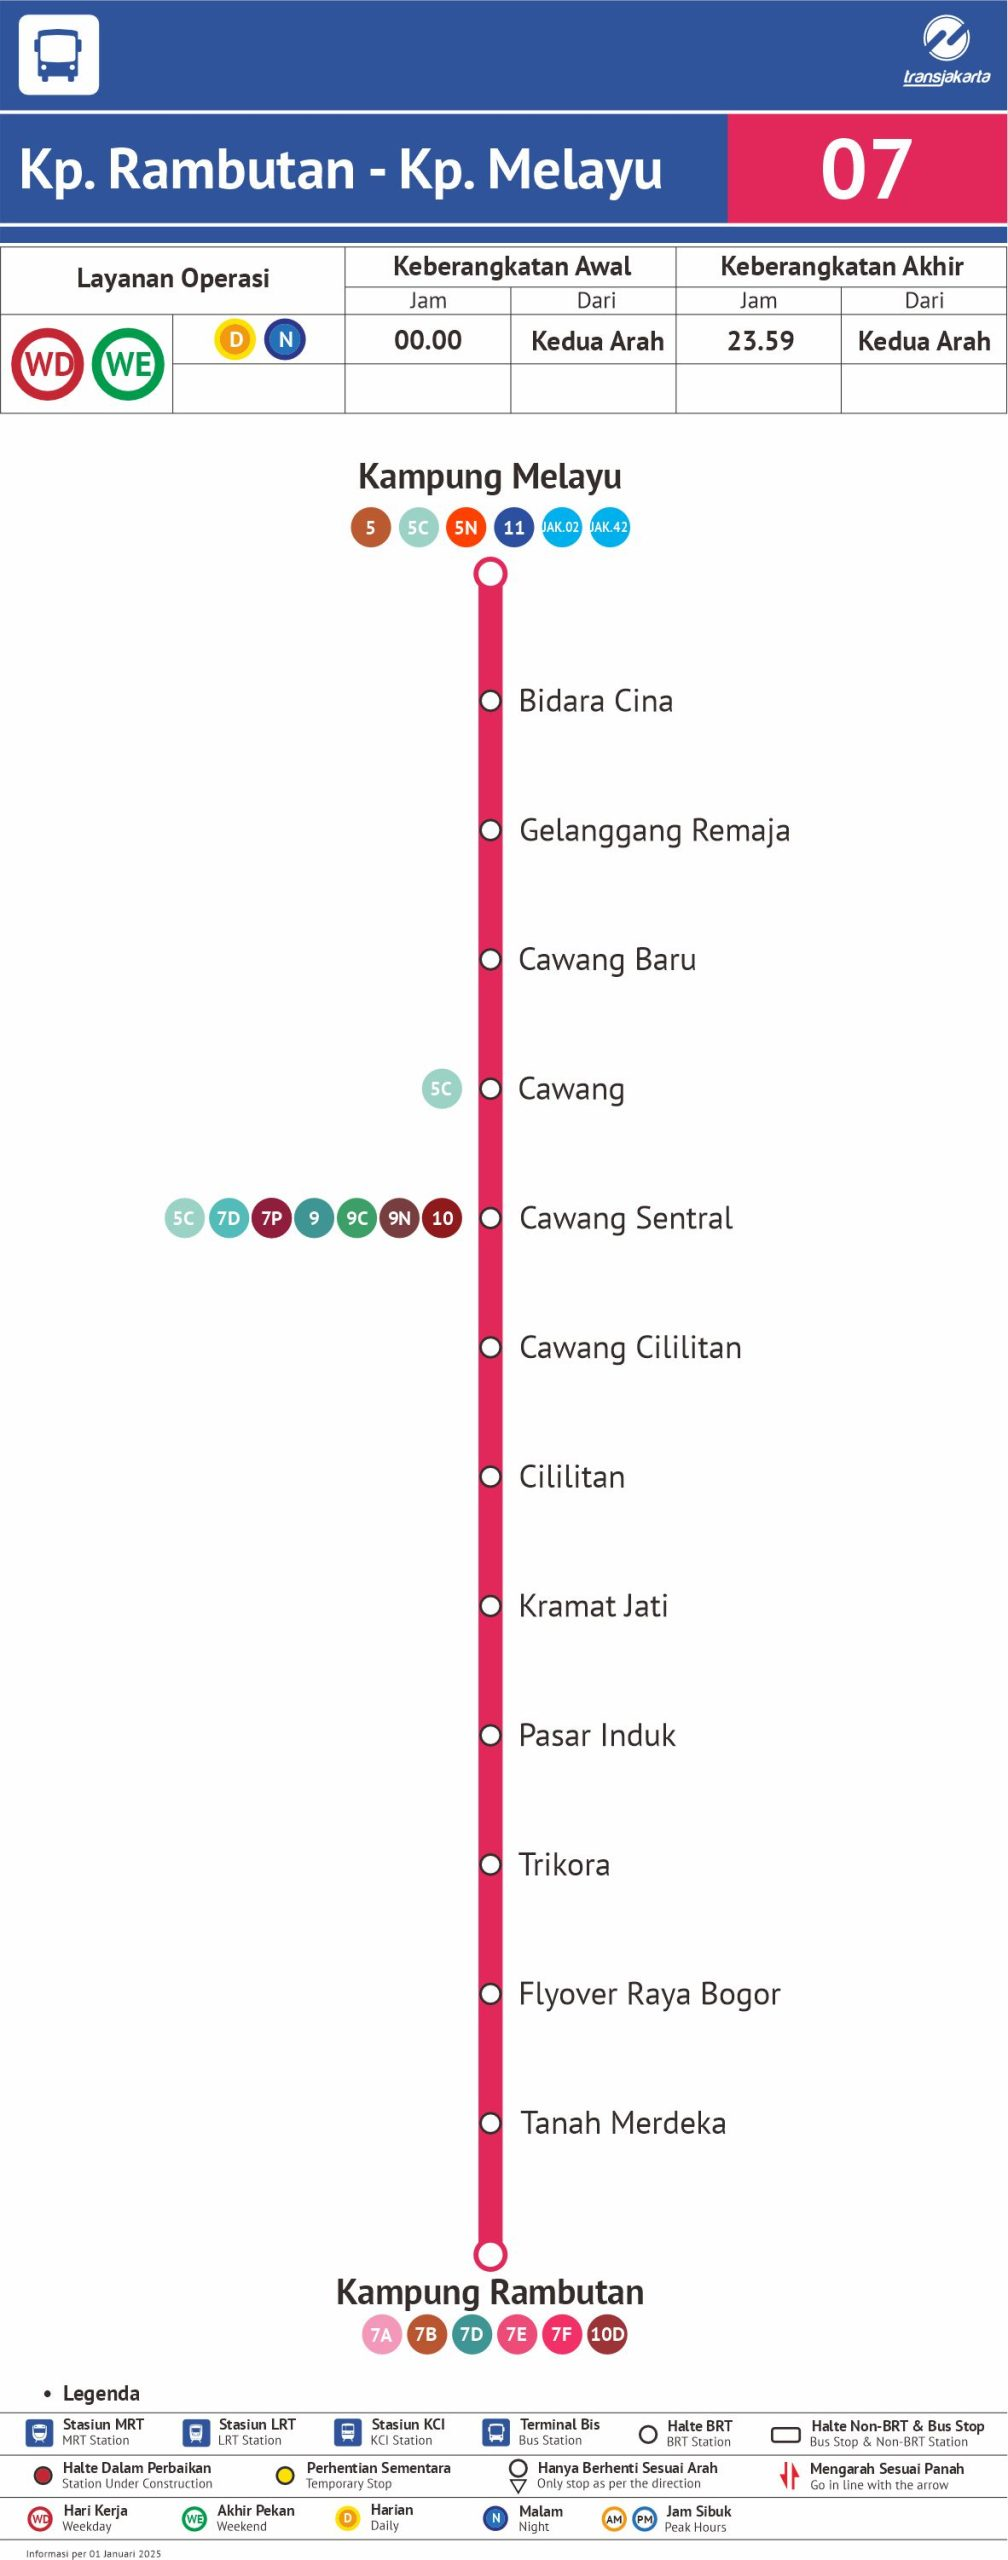 transjakarta
Kp. Rambutan - Kp. Melayu
07
Layanan Operasi
Keberangkatan Awal
Keberangkatan Akhir
Jam
Dari
Jam
Dari
WD WE
D N
00.00
Kedua Arah
23.59
Kedua Arah
Kampung Melayu
5 5C 5N 11 JAK.02 JAK.42
Bidara Cina
Gelanggang Remaja
Cawang Baru
5C Cawang
5C 7D 7P 9 9C 9N 10 Cawang Sentral
Cawang Cililitan
Cililitan
Kramat Jati
Pasar Induk
Trikora
Flyover Raya Bogor
Tanah Merdeka
Kampung Rambutan
7A 7B 7D 7E 7F 10D
• Legenda
Stasiun MRT
MRT Station
Stasiun LRT
LRT Station
Stasiun KCI
KCI Station
Terminal Bis
Bus Station
Halte BRT
BRT Station
Halte Non-BRT & Bus Stop
Bus Stop & Non-BRT Station
Halte Dalam Perbaikan
Station Under Construction
Perhentian Sementara
Temporary Stop
Hanya Berhenti Sesuai Arah
Only stop as per the direction
Mengarah Sesuai Panah
Go in line with the arrow
WD
Hari Kerja
Weekday
WE
Akhir Pekan
Weekend
D
Harian
Daily
N
Malam
Night
AM PM
Jam Sibuk
Peak Hours
Informasi per 01 Januari 2025